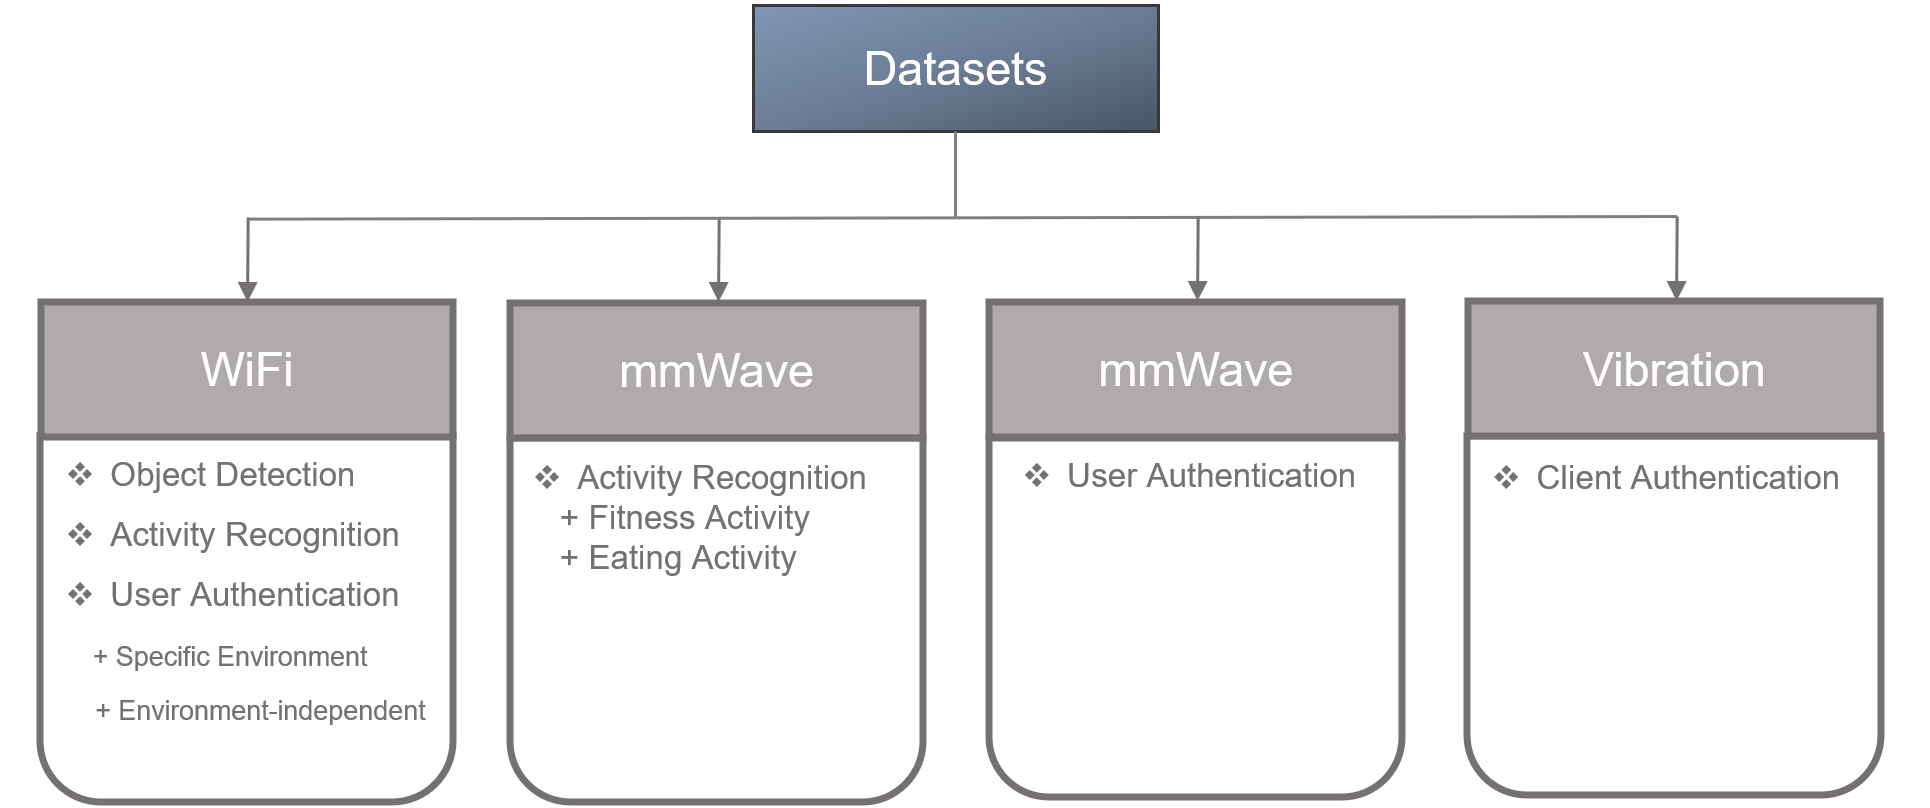 Datasets
WiFi
❖ Object Detection
❖ Activity Recognition
❖ User Authentication
+ Specific Environment
+ Environment-independent
mmWave
❖ Activity Recognition
+ Fitness Activity
+ Eating Activity
mmWave
❖ User Authentication
Vibration
❖ Client Authentication